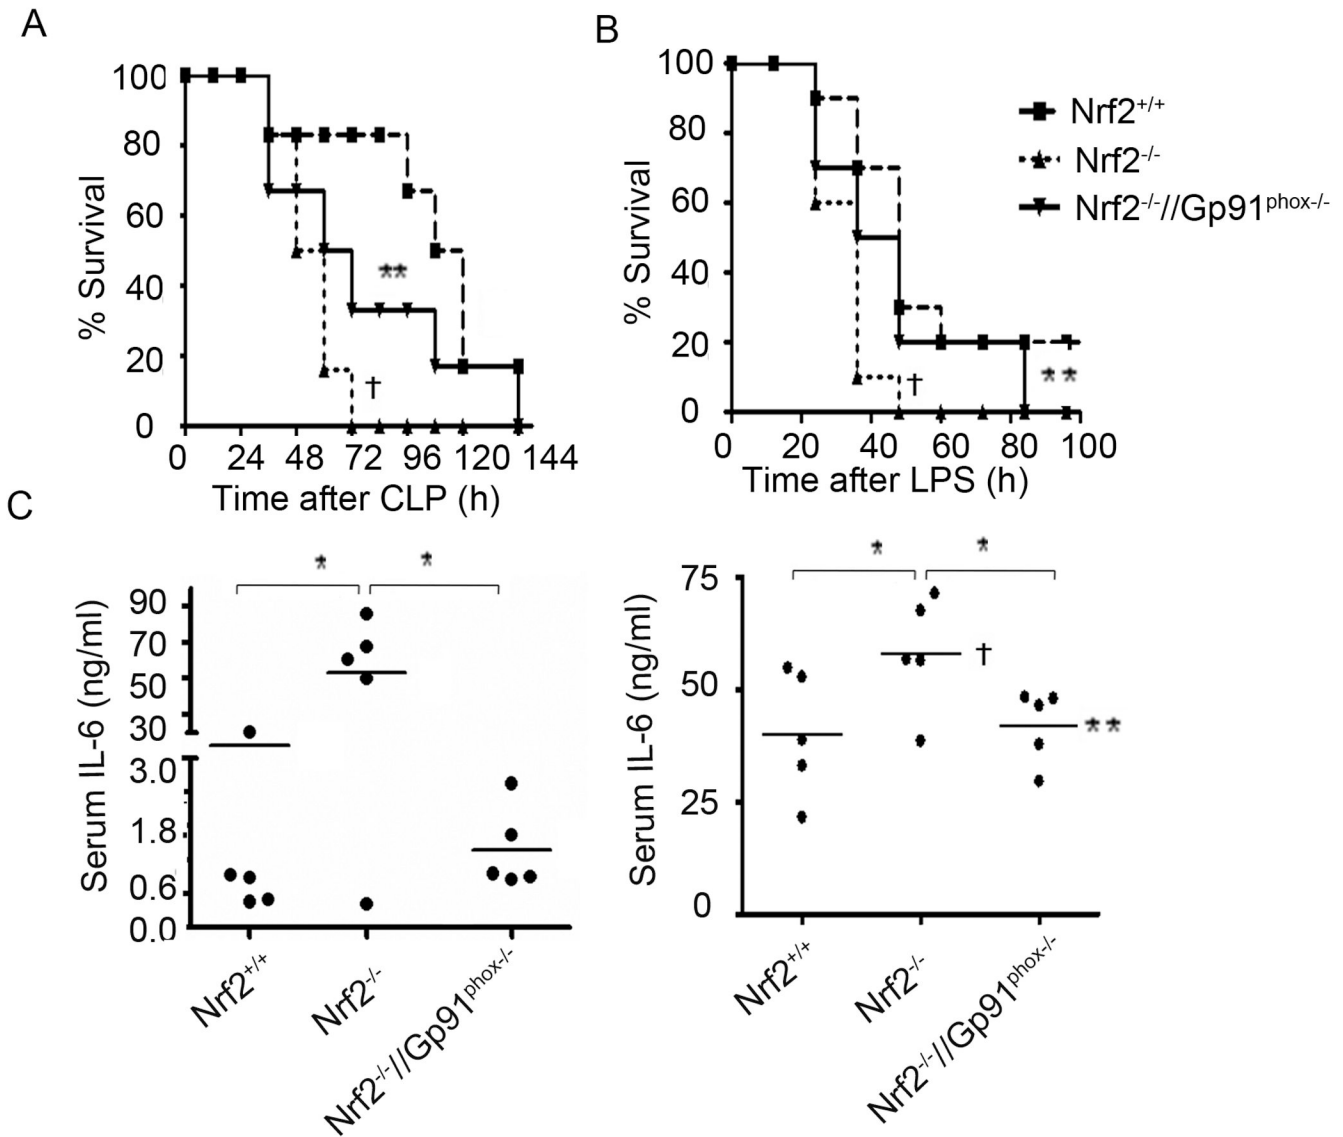 A
B
100
80
60
40
20
0
% Survival
0 24 48 72 96 120 144
Time after CLP (h)
**
†
100
80
60
40
20
0
% Survival
0 20 40 60 80 100
Time after LPS (h)
†
**
Nrf2+/+
Nrf2-/-
Nrf2-/-//Gp91phox-/-
C
* *
90
70
50
30
3.0
1.8
0.6
0.0
Serum IL-6 (ng/ml)
Nrf2+/+
Nrf2-/-
Nrf2-/-//Gp91phox-/-
* *
75
50
25
0
Serum IL-6 (ng/ml)
†
**
Nrf2+/+
Nrf2-/-
Nrf2-/-//Gp91phox-/-